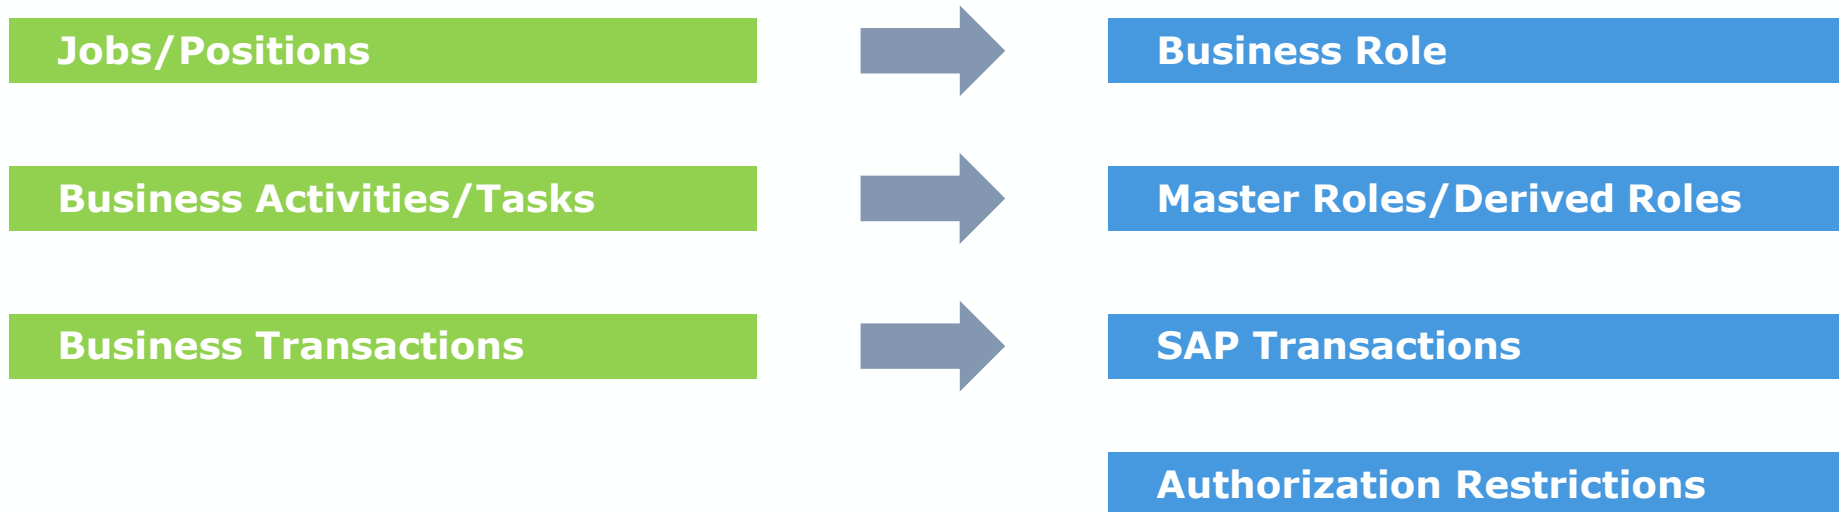 Jobs/Positions
Business Role
Business Activities/Tasks
Master Roles/Derived Roles
Business Transactions
SAP Transactions
Authorization Restrictions